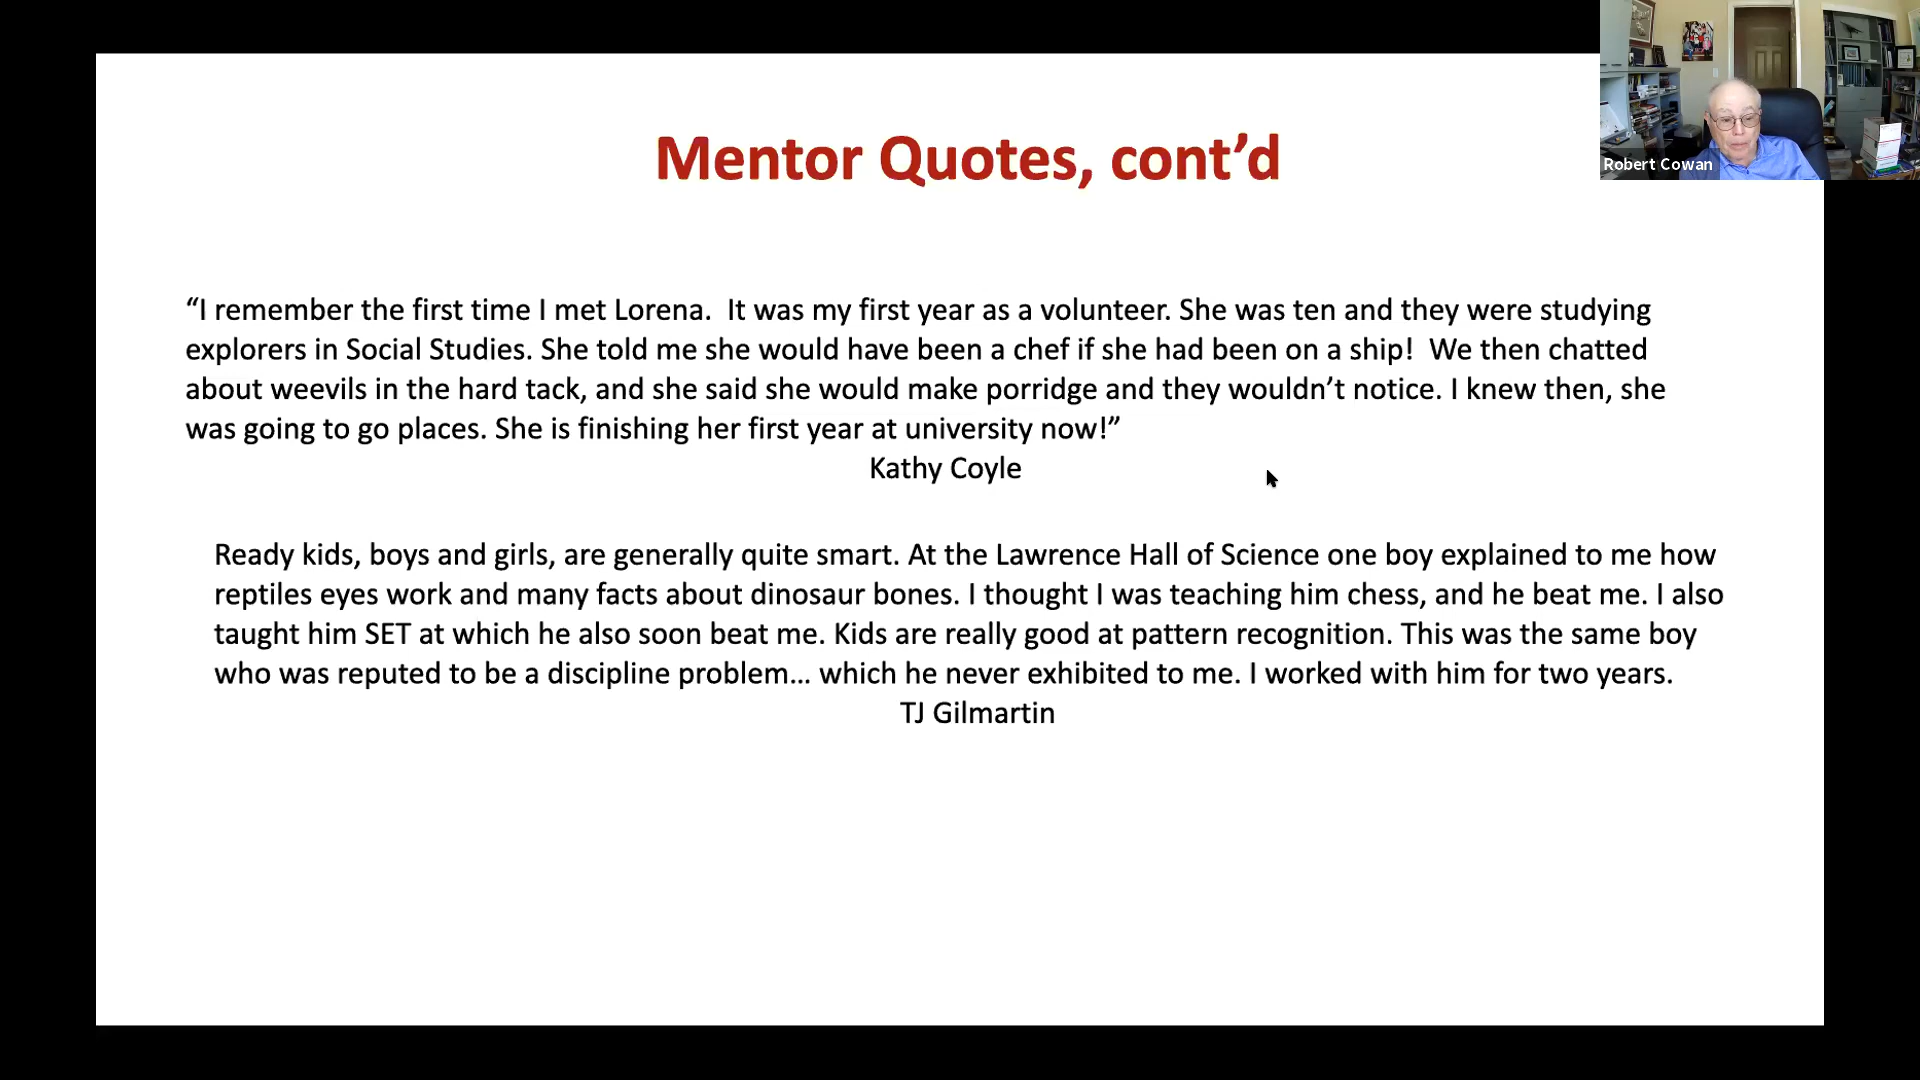 Robert Cowan
Mentor Quotes, cont’d
“I remember the first time I met Lorena.  It was my first year as a volunteer. She was ten and they were studying
explorers in Social Studies. She told me she would have been a chef if she had been on a ship!  We then chatted
about weevils in the hard tack, and she said she would make porridge and they wouldn’t notice. I knew then, she
was going to go places. She is finishing her first year at university now!”
Kathy Coyle
Ready kids, boys and girls, are generally quite smart. At the Lawrence Hall of Science one boy explained to me how
reptiles eyes work and many facts about dinosaur bones. I thought I was teaching him chess, and he beat me. I also
taught him SET at which he also soon beat me. Kids are really good at pattern recognition. This was the same boy
who was reputed to be a discipline problem... which he never exhibited to me. I worked with him for two years.
TJ Gilmartin